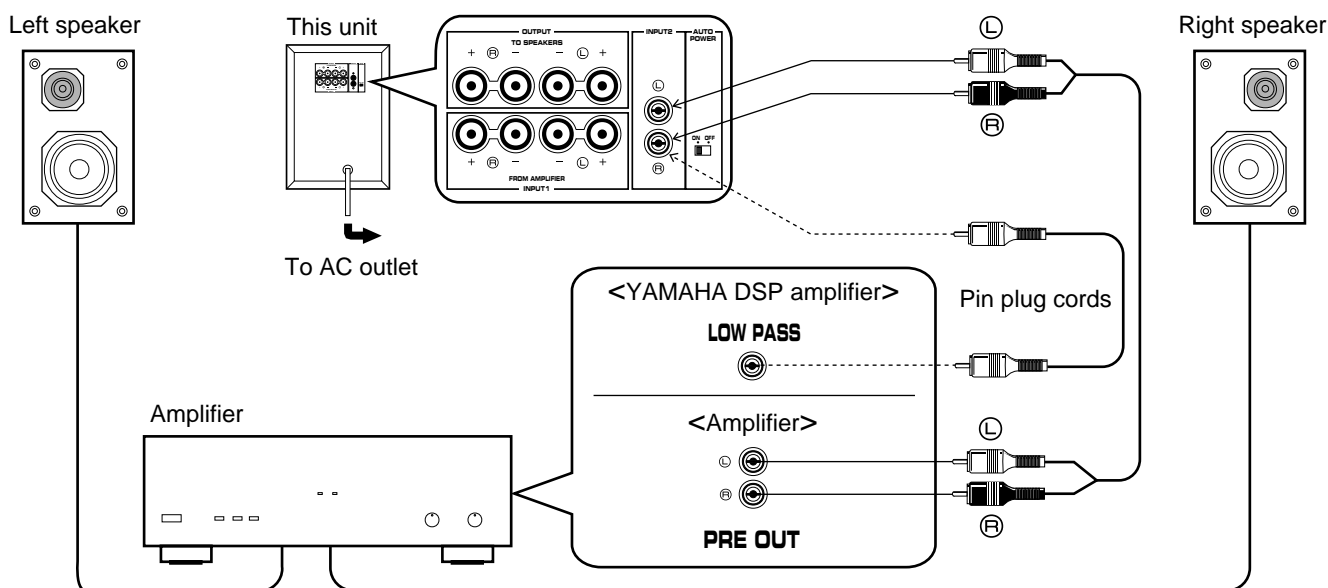 Left speaker
This unit
Right speaker
OUTPUT
TO SPEAKERS
+ R - - L +
+ R - - L +
FROM AMPLIFIER
INPUT1
INPUT2
L
R
AUTO
POWER
ON OFF
L
R
To AC outlet
<YAMAHA DSP amplifier>
LOW PASS
Pin plug cords
Amplifier
<Amplifier>
L
R
PRE OUT
L
R